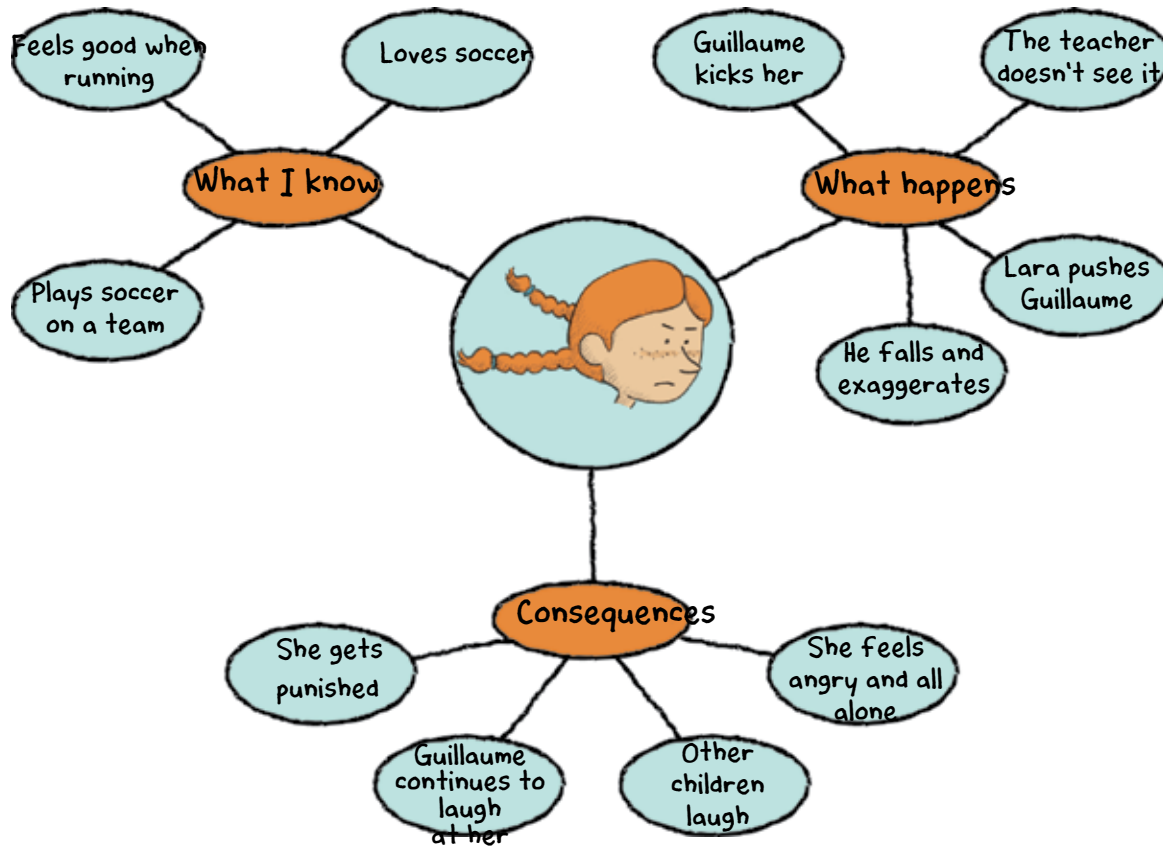 Feels good when
running
Loves soccer
What I know
Plays soccer
on a team
Guillaume
kicks her
The teacher
doesn't see it
What happens
Lara pushes
Guillaume
He falls and
exaggerates
Consequences
She gets
punished
Guillaume
continues to
laugh
at her
Other
children
laugh
She feels
angry and all
alone